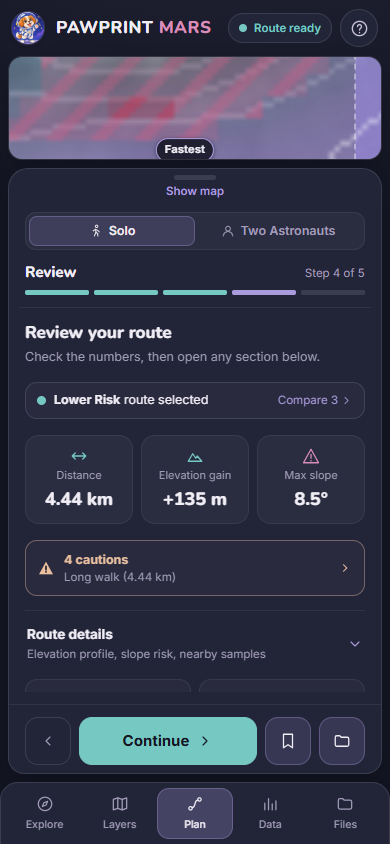 PAWPRINT MARS
Route ready
Fastest
Show map
Solo
Two Astronauts
Review
Step 4 of 5
Review your route
Check the numbers, then open any section below.
Lower Risk route selected
Compare 3
Distance
4.44 km
Elevation gain
+135 m
Max slope
8.5°
4 cautions
Long walk (4.44 km)
Route details
Elevation profile, slope risk, nearby samples
Continue
Explore
Layers
Plan
Data
Files